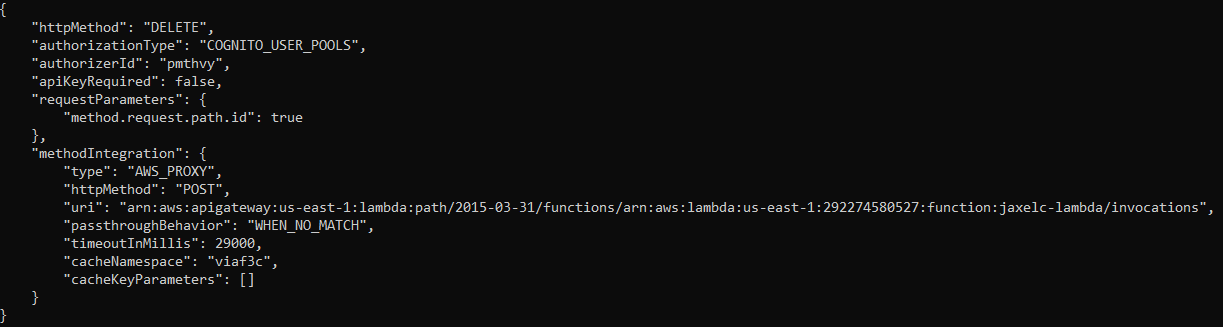 {
    "httpMethod": "DELETE",
    "authorizationType": "COGNITO_USER_POOLS",
    "authorizerId": "pmthvy",
    "apiKeyRequired": false,
    "requestParameters": {
        "method.request.path.id": true
    },
    "methodIntegration": {
        "type": "AWS_PROXY",
        "httpMethod": "POST",
        "uri": "arn:aws:apigateway:us-east-1:lambda:path/2015-03-31/functions/arn:aws:lambda:us-east-1:292274580527:function:jaxelc-lambda/invocations",
        "passthroughBehavior": "WHEN_NO_MATCH",
        "timeoutInMillis": 29000,
        "cacheNamespace": "viaf3c",
        "cacheKeyParameters": []
    }
}